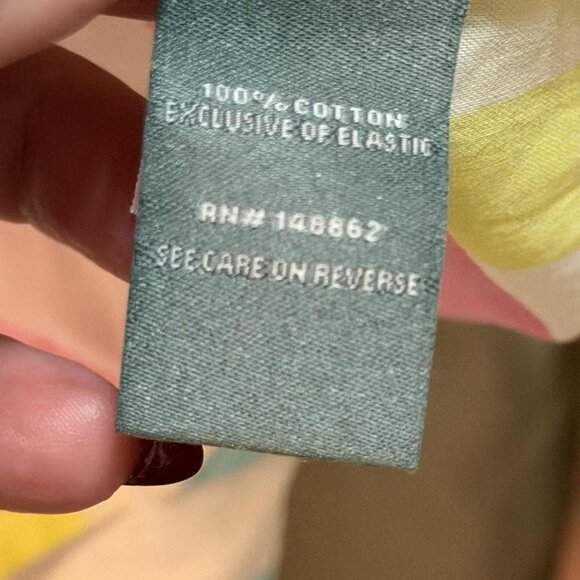 100% COTTON
EXCLUSIVE OF ELASTIC
RN# 148862
SEE CARE ON REVERSE